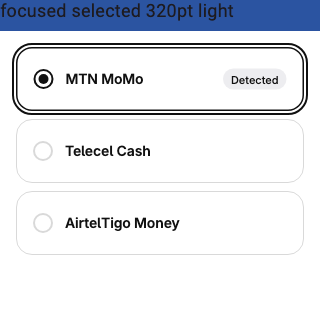 focused selected 320pt light
MTN MoMo
Detected
Telecel Cash
AirtelTigo Money